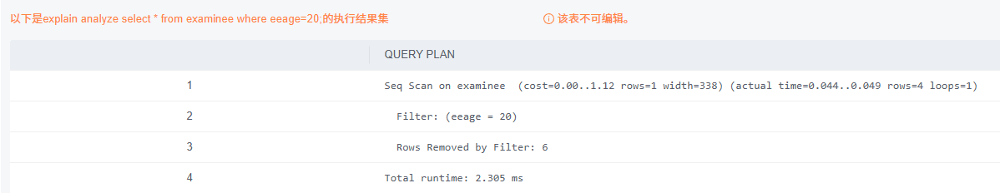 以下是explain analyze select * from examinee where eeage=20;的执行结果集 该表不可编辑。
QUERY PLAN
1 Seq Scan on examinee (cost=0.00..1.12 rows=1 width=338) (actual time=0.044..0.049 rows=4 loops=1)
2 Filter: (eeage = 20)
3 Rows Removed by Filter: 6
4 Total runtime: 2.305 ms